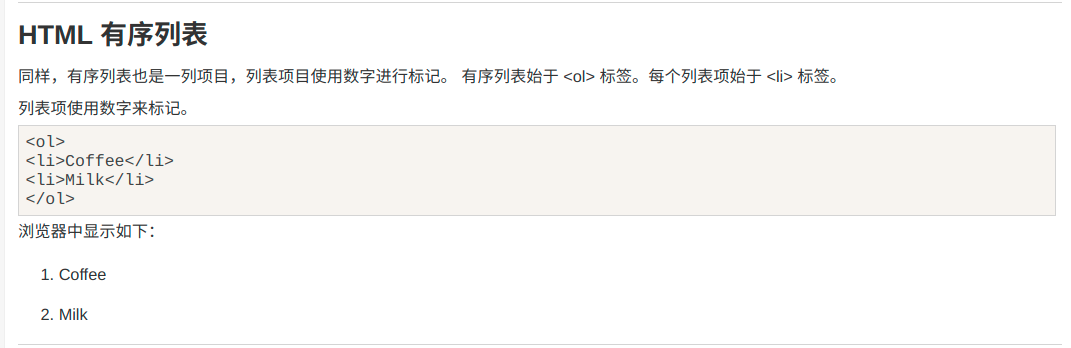 HTML 有序列表
同样，有序列表也是一列项目，列表项目使用数字进行标记。 有序列表始于 <ol> 标签。每个列表项始于 <li> 标签。
列表项使用数字来标记。
<ol>
<li>Coffee</li>
<li>Milk</li>
</ol>
浏览器中显示如下：
1. Coffee
2. Milk